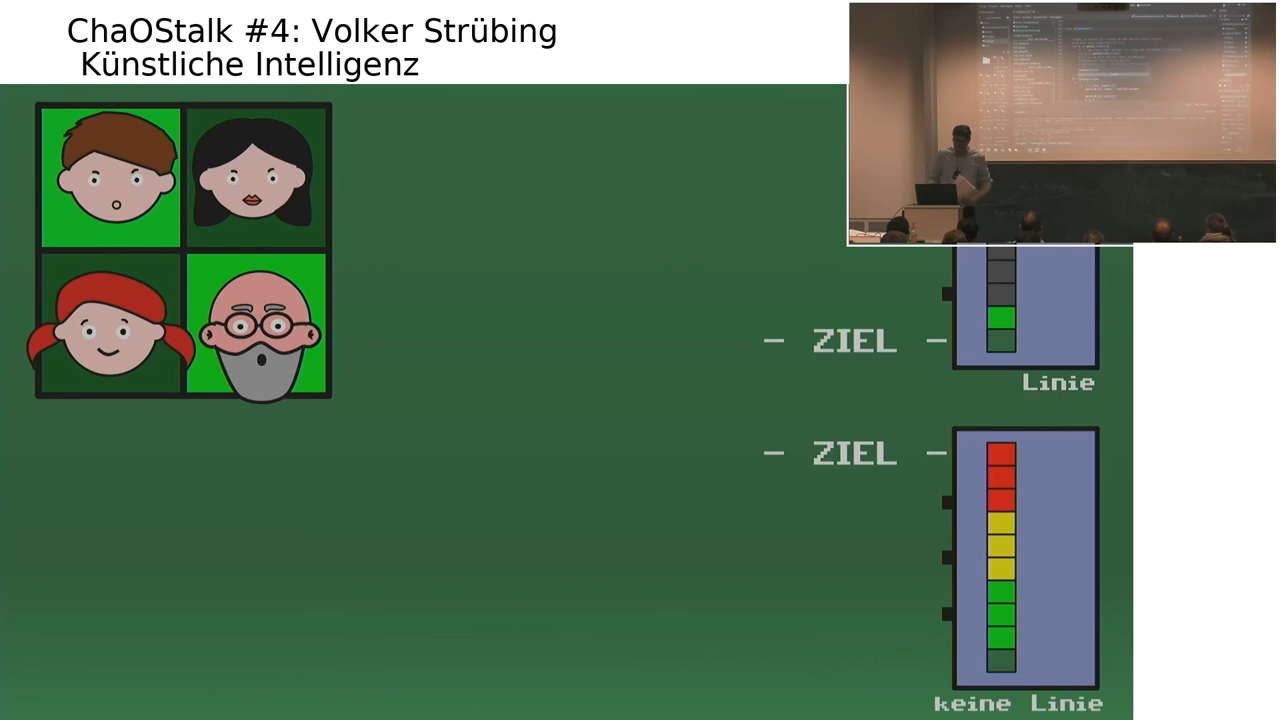 ChaOStalk #4: Volker Strübing
Künstliche Intelligenz
– ZIEL –
Linie
– ZIEL –
keine Linie